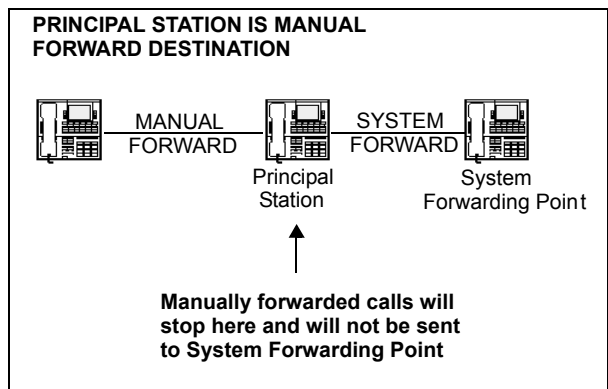 PRINCIPAL STATION IS MANUAL
FORWARD DESTINATION
MANUAL
FORWARD
SYSTEM
FORWARD
Principal
Station
System
Forwarding Point
Manually forwarded calls will
stop here and will not be sent
to System Forwarding Point